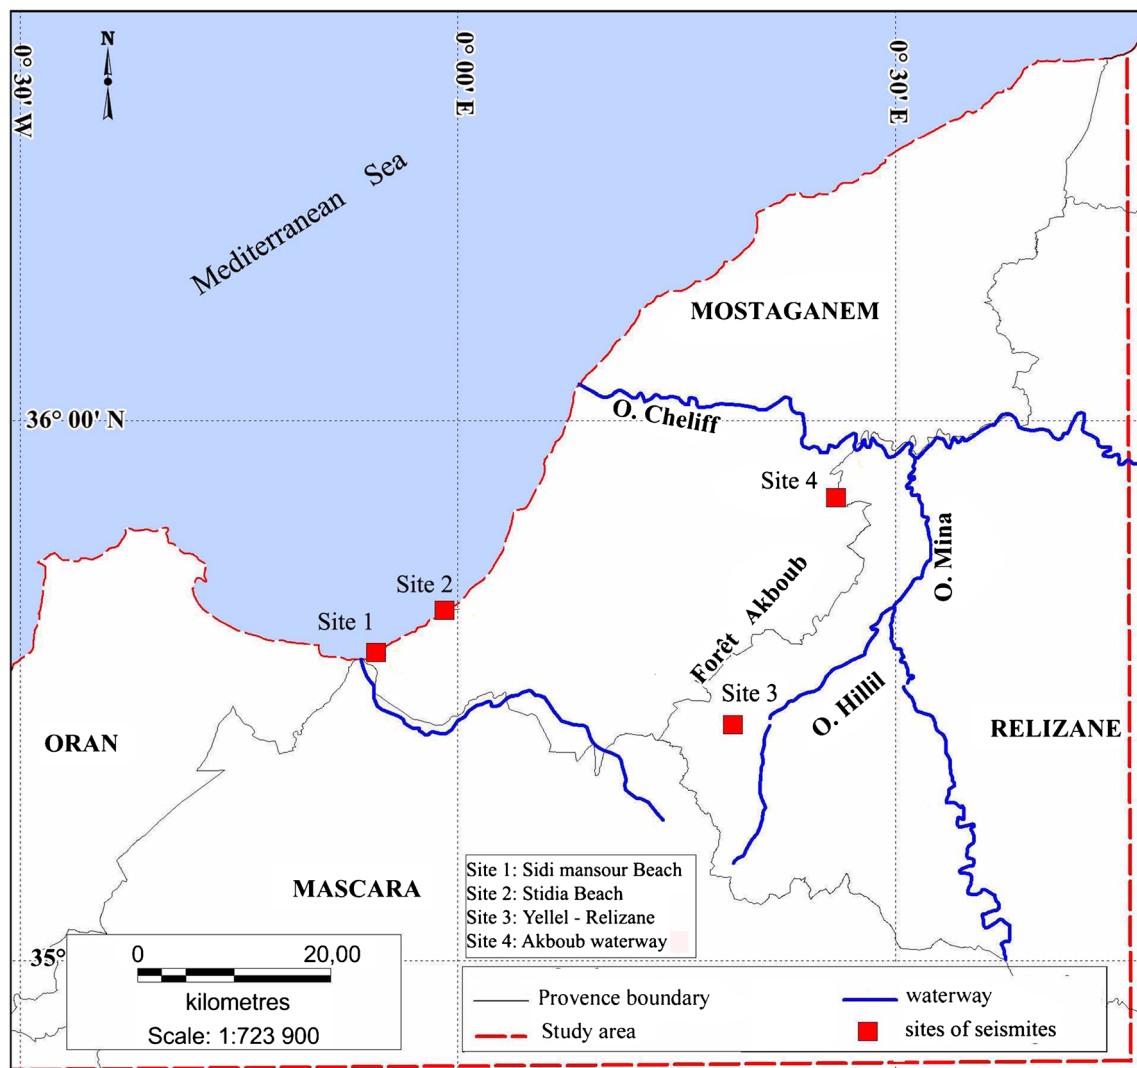 N
0° 30' W
0° 00' E
0° 30' E
Mediterranean Sea
MOSTAGANEM
36° 00' N
O. Cheliff
Site 4
O. Mina
Site 2
Forêt Akboub
Site 1
Site 3
O. Hillil
ORAN
RELIZANE
MASCARA
Site 1: Sidi mansour Beach
Site 2: Stidia Beach
Site 3: Yellel - Relizane
Site 4: Akboub waterway
35°
0 20,00
kilometres
Scale: 1:723 900
Provence boundary
waterway
Study area
sites of seismites